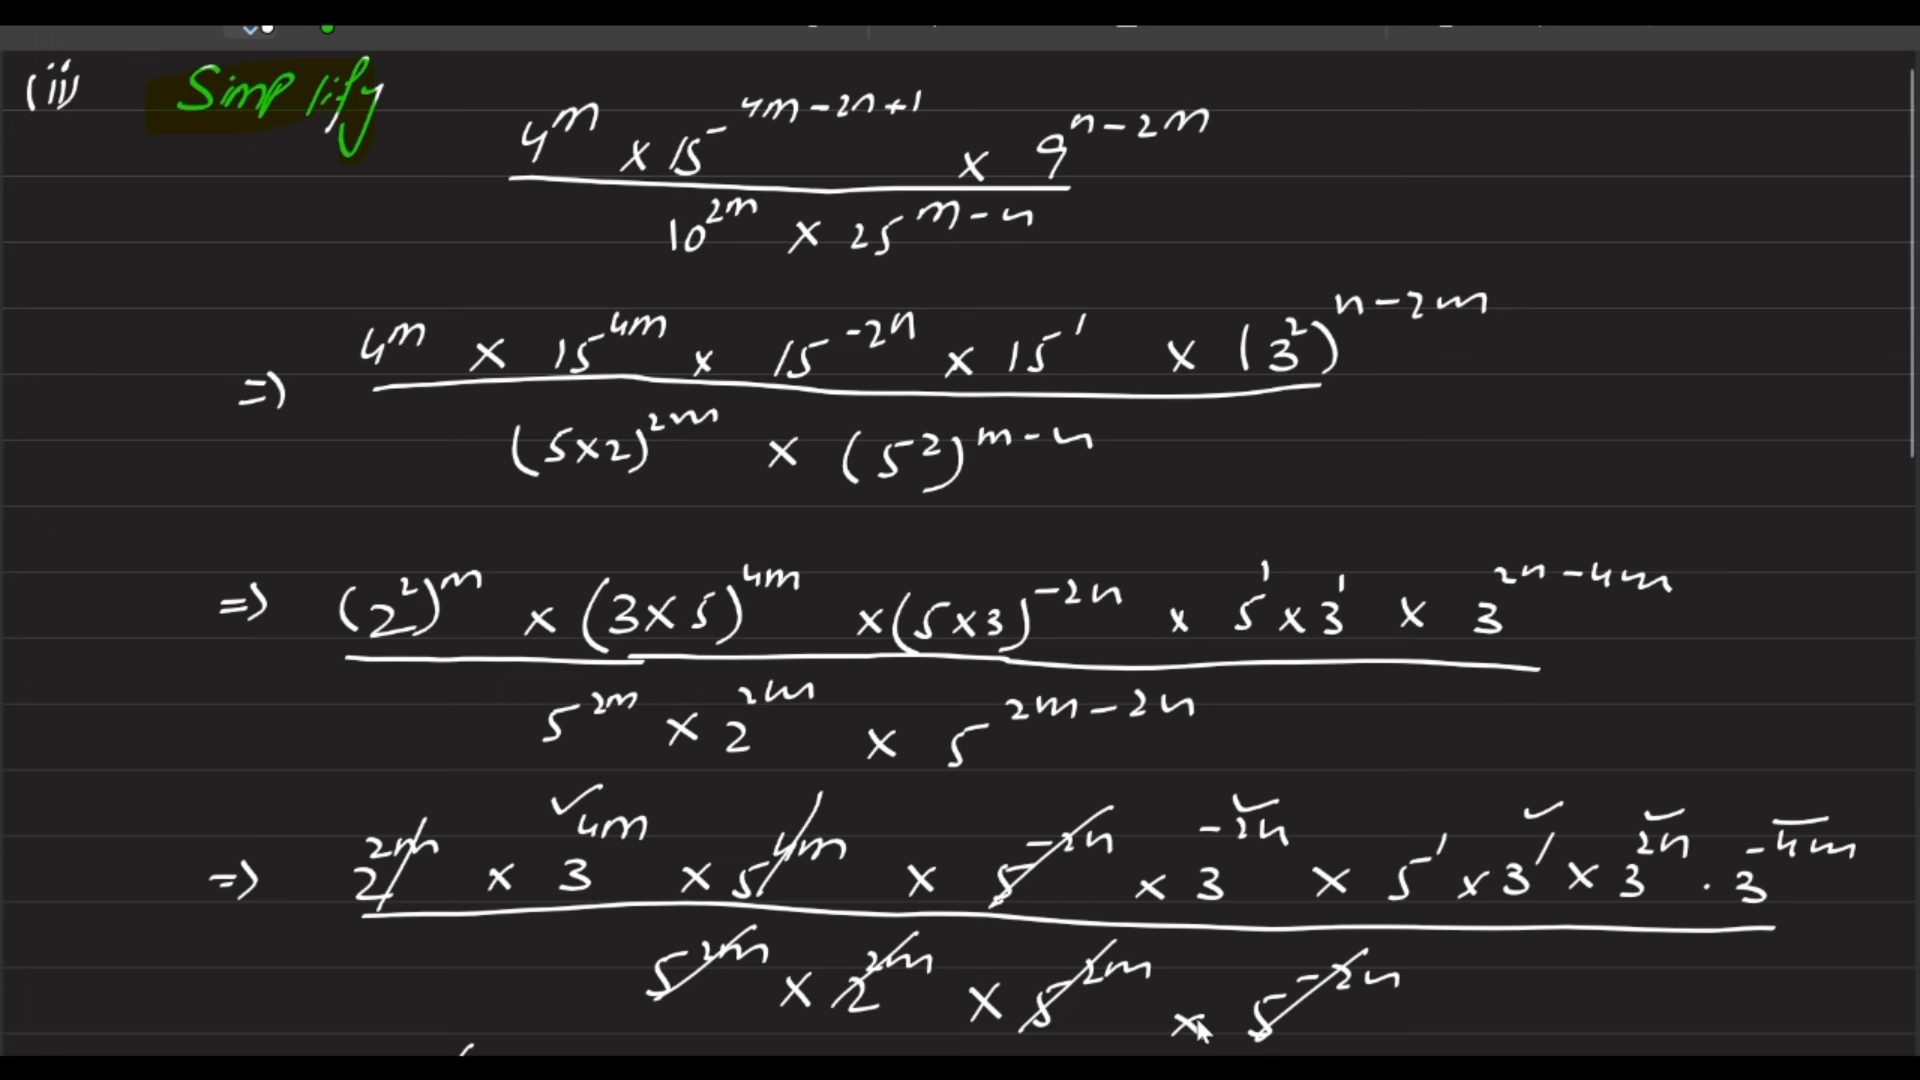 (ii) Simplify
4^m × 15^{4m-2n+1} × 9^{n-2m}
10^{2m} × 25^{m-n}
=> 4^m × 15^{4m} × 15^{-2n} × 15^1 × (3^2)^{n-2m}
(5×2)^{2m} × (5^2)^{m-n}
=> (2^2)^m × (3×5)^{4m} × (5×3)^{-2n} × 5^1 × 3^1 × 3^{2n-4m}
5^{2m} × 2^{2m} × 5^{2m-2n}
=> 2^{2m} × 3^{4m} × 5^{4m} × 5^{-2n} × 3^{-2n} × 5^1 × 3^1 × 3^{2n} . 3^{-4m}
5^{2m} × 2^{2m} × 5^{2m} × 5^{-2n}